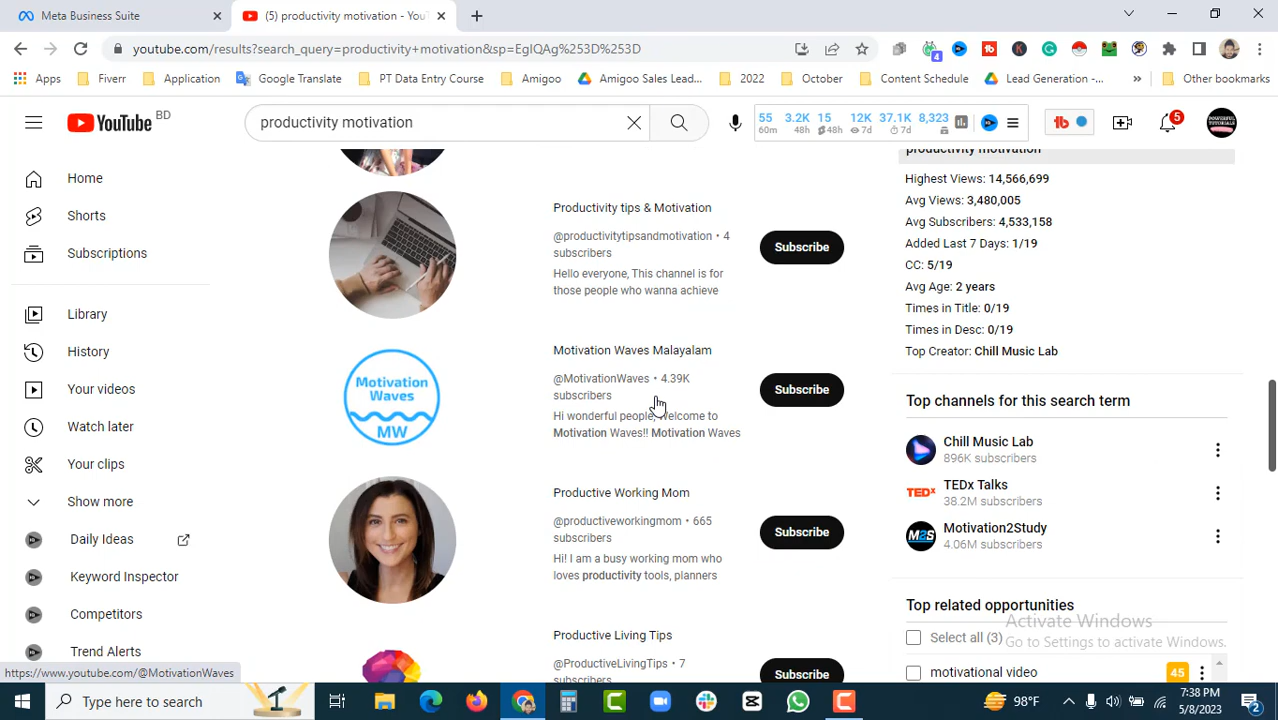 Meta Business Suite
(5) productivity motivation - You
youtube.com/results?search_query=productivity+motivation&sp=EgIQAg%253D%253D
4
Apps
Fiverr
Application
Google Translate
PT Data Entry Course
Amigoo
Amigoo Sales Lead...
2022
October
Content Schedule
Lead Generation -...
Other bookmarks
YouTube BD
productivity motivation
55 3.2K 15 12K 37.1K 8,323
60m 48h 48h 7d 7d
5
POWERFUL TUTORIALS
Home
Shorts
Subscriptions
Library
History
Your videos
Watch later
Your clips
Show more
Daily Ideas
Keyword Inspector
Competitors
Trend Alerts
Productivity tips & Motivation
@productivitytipsandmotivation • 4
subscribers
Hello everyone, This channel is for
those people who wanna achieve
Subscribe
Motivation
Waves
MW
Motivation Waves Malayalam
@MotivationWaves • 4.39K
subscribers
Hi wonderful people, Welcome to
Motivation Waves!! Motivation Waves
Subscribe
Productive Working Mom
@productiveworkingmom • 665
subscribers
Hi! I am a busy working mom who
loves productivity tools, planners
Subscribe
Productive Living Tips
@ProductiveLivingTips • 7
subscribers
Subscribe
productivity motivation
Highest Views: 14,566,699
Avg Views: 3,480,005
Avg Subscribers: 4,533,158
Added Last 7 Days: 1/19
CC: 5/19
Avg Age: 2 years
Times in Title: 0/19
Times in Desc: 0/19
Top Creator: Chill Music Lab
Top channels for this search term
Chill Music Lab
896K subscribers
TEDx
TEDx Talks
38.2M subscribers
M2S
Motivation2Study
4.06M subscribers
Top related opportunities
Select all (3)
motivational video
45
Activate Windows
Go to Settings to activate Windows.
https://www.youtube.com/@MotivationWaves
Type here to search
98°F
7:38 PM
5/8/2023
2